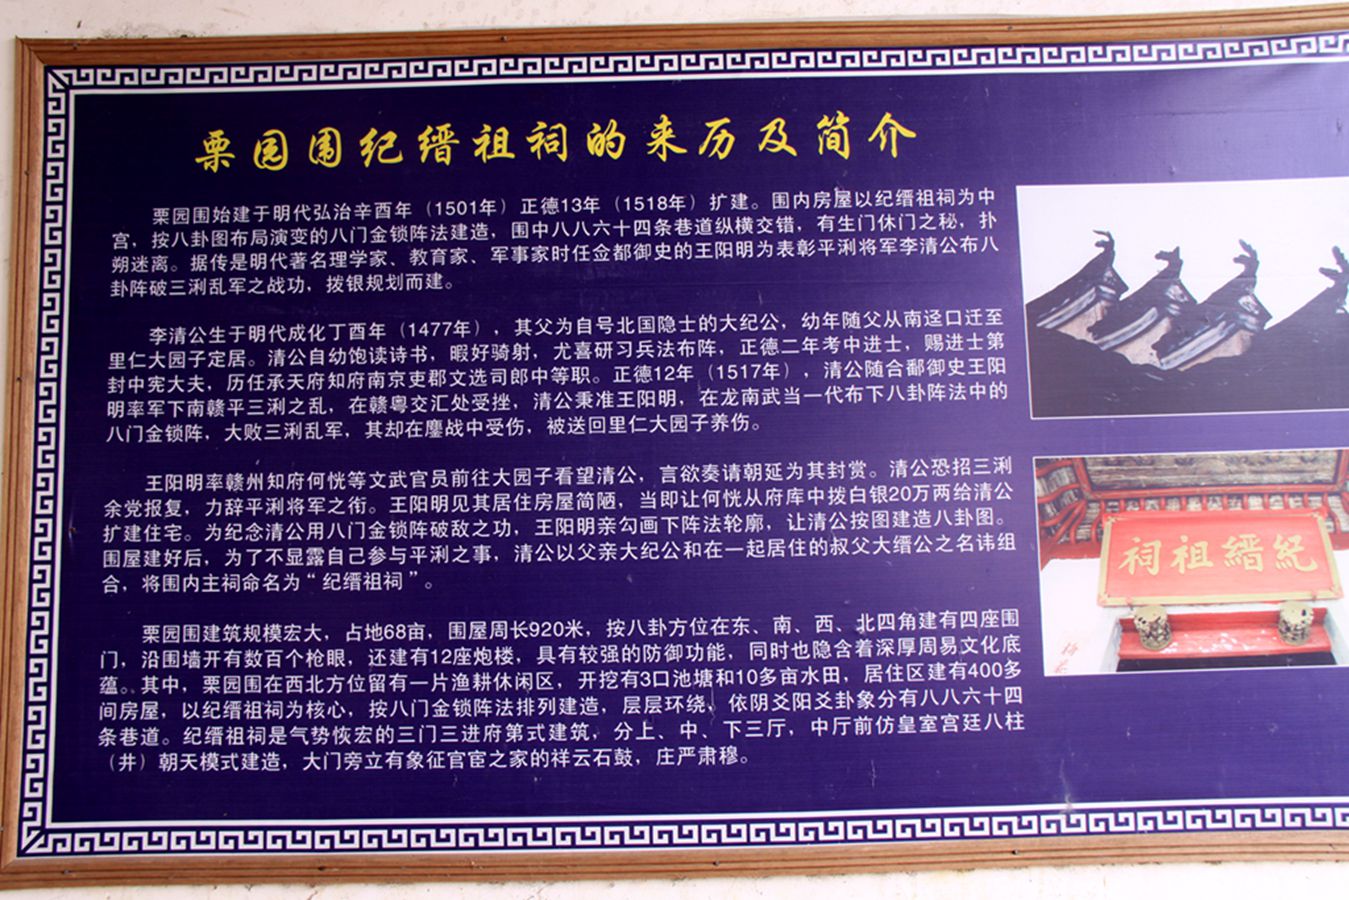 栗园围纪缙祖祠的来历及简介
栗园围始建于明代弘治辛酉年（1501年）正德13年（1518年）扩建。围内房屋以纪缙祖祠为中
宫，按八卦图布局演变的八门金锁阵法建造，围中八八六十四条巷道纵横交错，有生门休门之秘，扑
朔迷离。据传是明代著名理学家、教育家、军事家时任佥都御史的王阳明为表彰平浰将军李清公布八
卦阵破三浰乱军之战功，拨银规划而建。
李清公生于明代成化丁酉年（1477年），其父为自号北国隐士的大纪公，幼年随父从南迳口迁至
里仁大园子定居。清公自幼饱读诗书，暇好骑射，尤喜研习兵法布阵，正德二年考中进士，赐进士第
封中宪大夫，历任承天府知府南京吏郡文选司郎中等职。正德12年（1517年），清公随合鄱御史王阳
明率军下南赣平三浰之乱，在赣粤交汇处受挫，清公秉准王阳明，在龙南武当一代布下八卦阵法中的
八门金锁阵，大败三浰乱军，其却在鏖战中受伤，被送回里仁大园子养伤。
王阳明率赣州知府何恍等文武官员前往大园子看望清公，言欲奏请朝延为其封赏。清公恐招三浰
余党报复，力辞平浰将军之衔。王阳明见其居住房屋简陋，当即让何恍从府库中拨白银20万两给清公
扩建住宅。为纪念清公用八门金锁阵破敌之功，王阳明亲勾画下阵法轮廓，让清公按图建造八卦图。
围屋建好后，为了不显露自己参与平浰之事，清公以父亲大纪公和在一起居住的叔父大缙公之名讳组
合，将围内主祠命名为“纪缙祖祠”。
栗园围建筑规模宏大，占地68亩，围屋周长920米，按八卦方位在东、南、西、北四角建有四座围
门，沿围墙开有数百个枪眼，还建有12座炮楼，具有较强的防御功能，同时也隐含着深厚周易文化底
蕴。其中，栗园围在西北方位留有一片渔耕休闲区，开挖有3口池塘和10多亩水田，居住区建有400多
间房屋，以纪缙祖祠为核心，按八门金锁阵法排列建造，层层环绕，依阴爻阳爻卦象分有八八六十四
条巷道。纪缙祖祠是气势恢宏的三门三进府第式建筑，分上、中、下三厅，中厅前仿皇室宫廷八柱
（井）朝天模式建造，大门旁立有象征官宦之家的祥云石鼓，庄严肃穆。
祠祖缙紀